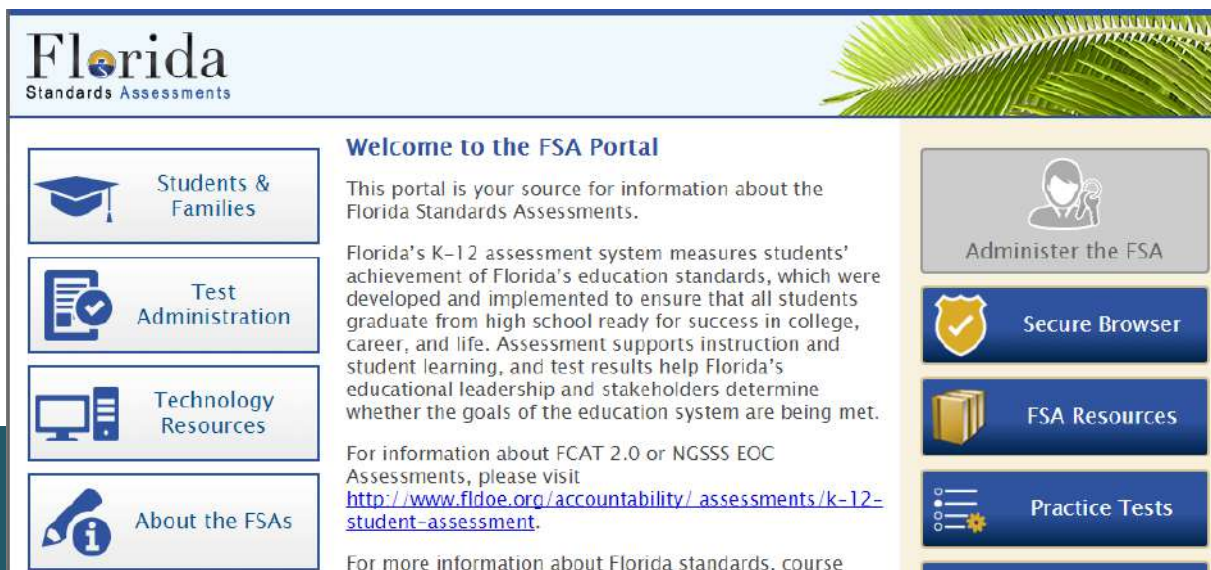 Florida
Standards Assessments
Students &
Families
Test
Administration
Technology
Resources
About the FSAs
Welcome to the FSA Portal
This portal is your source for information about the
Florida Standards Assessments.
Florida's K-12 assessment system measures students'
achievement of Florida's education standards, which were
developed and implemented to ensure that all students
graduate from high school ready for success in college,
career, and life. Assessment supports instruction and
student learning, and test results help Florida's
educational leadership and stakeholders determine
whether the goals of the education system are being met.
For information about FCAT 2.0 or NGSSS EOC
Assessments, please visit
http://www.fldoe.org/accountability/ assessments/k-12-
student-assessment.
For more information about Florida standards, course
Administer the FSA
Secure Browser
FSA Resources
Practice Tests